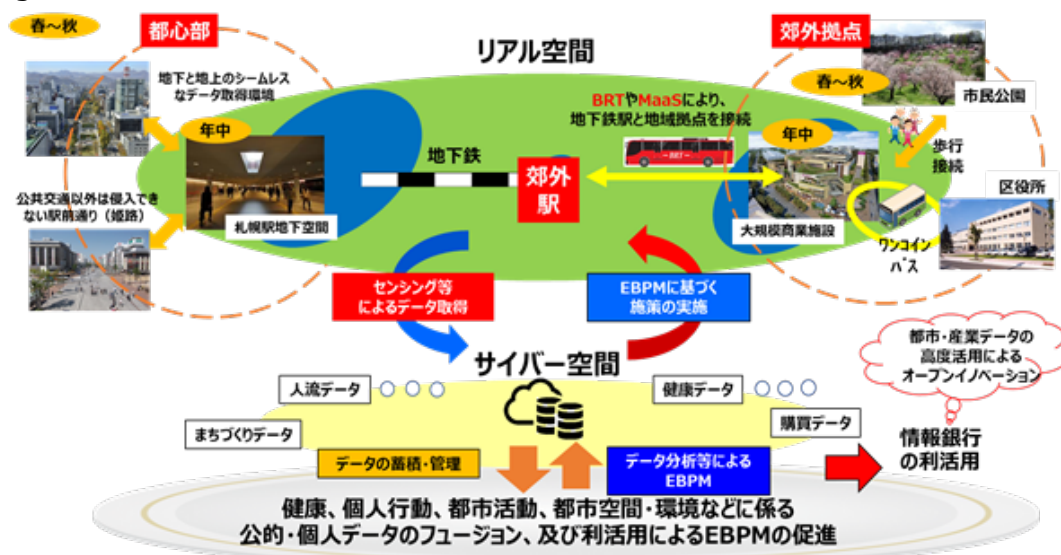 春～秋
都心部
リアル空間
郊外拠点
地下と地上のシームレス
なデータ取得環境
春～秋
市民公園
年中
BRTやMaaSにより、
地下鉄駅と地域拠点を接続
年中
歩行
接続
地下鉄
郊外
駅
BRT
公共交通以外は侵入でき
ない駅前通り（姫路）
札幌駅地下空間
大規模商業施設
区役所
ワンコイン
バス
センシング等
によるデータ取得
EBPMに基づく
施策の実施
サイバー空間
都市・産業データの
高度活用による
オープンイノベーション
人流データ
健康データ
まちづくりデータ
購買データ
データの蓄積・管理
データ分析等による
EBPM
情報銀行
の利活用
健康、個人行動、都市活動、都市空間・環境などに係る
公的・個人データのフュージョン、及び利活用によるEBPMの促進